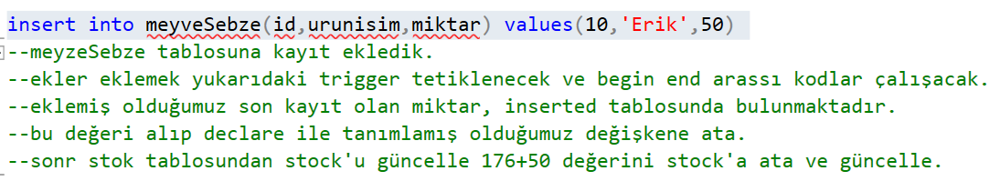 insert into meyveSebze(id,urunisim,miktar) values(10,'Erik',50)
--meyzeSebze tablosuna kayıt ekledik.
--ekler eklemek yukarıdaki trigger tetiklenecek ve begin end arassı kodlar çalışacak.
--eklemiş olduğumuz son kayıt olan miktar, inserted tablosunda bulunmaktadır.
--bu değeri alıp declare ile tanımlamış olduğumuz değişkene ata.
--sonr stok tablosundan stock'u güncelle 176+50 değerini stock'a ata ve güncelle.